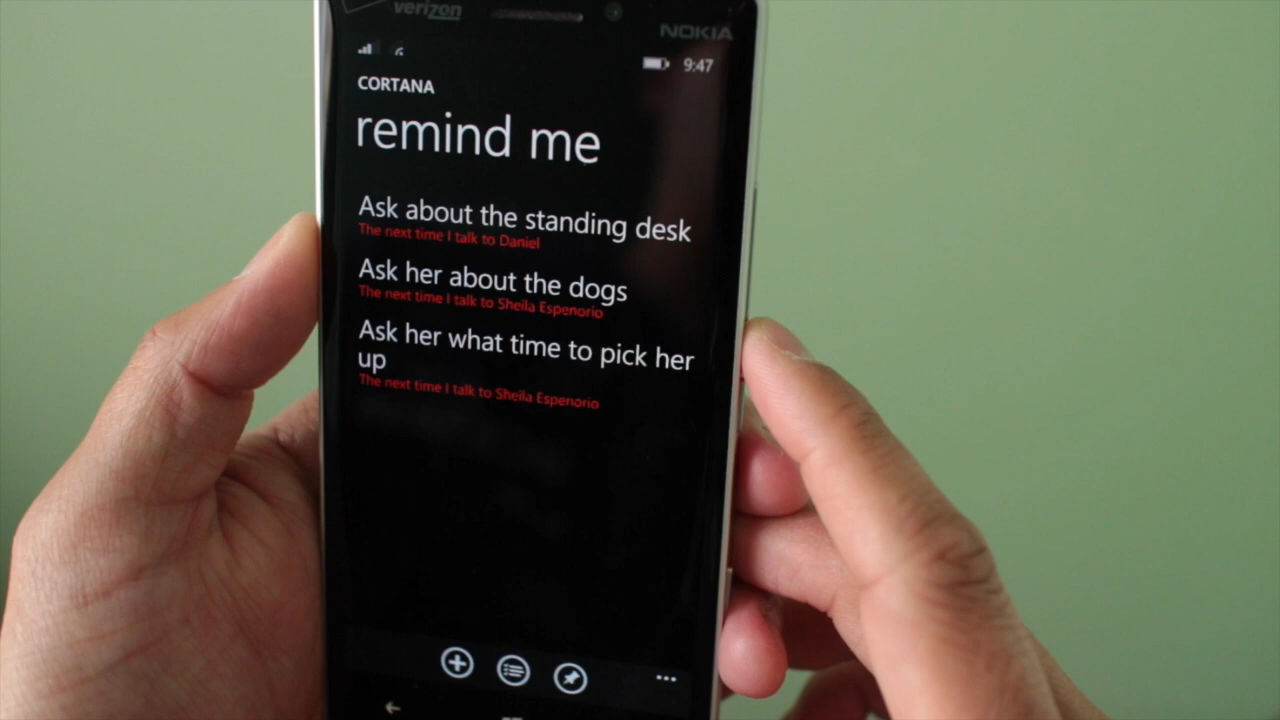 verizon
NOKIA
9:47
CORTANA
remind me
Ask about the standing desk
The next time I talk to Daniel
Ask her about the dogs
The next time I talk to Sheila Espenorio
Ask her what time to pick her
up
The next time I talk to Sheila Espenorio